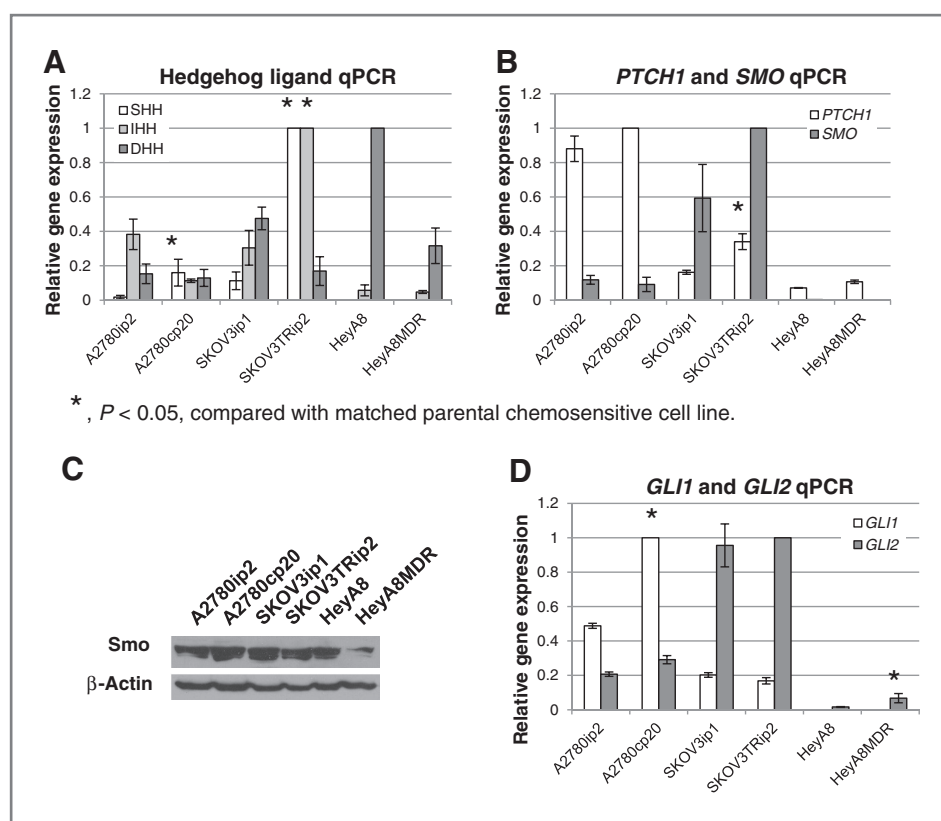 A
Hedgehog ligand qPCR
Relative gene expression
1.2
1
0.8
0.6
0.4
0.2
0
SHH
IHH
DHH
*
* *
A2780ip2
A2780cp20
SKOV3ip1
SKOV3TRip2
HeyA8
HeyA8MDR
B
PTCH1 and SMO qPCR
Relative gene expression
1.2
1
0.8
0.6
0.4
0.2
0
PTCH1
SMO
*
A2780ip2
A2780cp20
SKOV3ip1
SKOV3TRip2
HeyA8
HeyA8MDR
*, P < 0.05, compared with matched parental chemosensitive cell line.
C
A2780ip2
A2780cp20
SKOV3ip1
SKOV3TRip2
HeyA8
HeyA8MDR
Smo
β-Actin
D
GLI1 and GLI2 qPCR
Relative gene expression
1.2
1
0.8
0.6
0.4
0.2
0
GLI1
GLI2
*
*
A2780ip2
A2780cp20
SKOV3ip1
SKOV3TRip2
HeyA8
HeyA8MDR